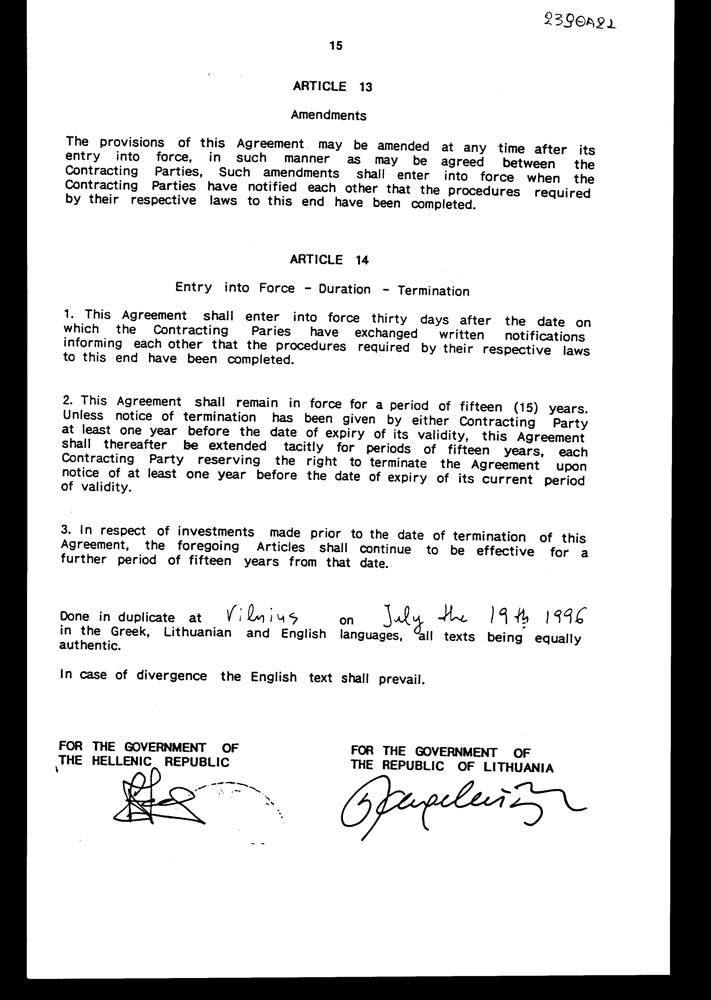 2390A21
15
ARTICLE 13
Amendments
The provisions of this Agreement may be amended at any time after its
entry into force, in such manner as may be agreed between the
Contracting Parties, Such amendments shall enter into force when the
Contracting Parties have notified each other that the procedures required
by their respective laws to this end have been completed.
ARTICLE 14
Entry into Force - Duration - Termination
1. This Agreement shall enter into force thirty days after the date on
which the Contracting Paries have exchanged written notifications
informing each other that the procedures required by their respective laws
to this end have been completed.
2. This Agreement shall remain in force for a period of fifteen (15) years.
Unless notice of termination has been given by either Contracting Party
at least one year before the date of expiry of its validity, this Agreement
shall thereafter be extended tacitly for periods of fifteen years, each
Contracting Party reserving the right to terminate the Agreement upon
notice of at least one year before the date of expiry of its current period
of validity.
3. In respect of investments made prior to the date of termination of this
Agreement, the foregoing Articles shall continue to be effective for a
further period of fifteen years from that date.
Done in duplicate at Vilnius on July the 19th 1996
in the Greek, Lithuanian and English languages, all texts being equally
authentic.
In case of divergence the English text shall prevail.
FOR THE GOVERNMENT OF
THE HELLENIC REPUBLIC
FOR THE GOVERNMENT OF
THE REPUBLIC OF LITHUANIA